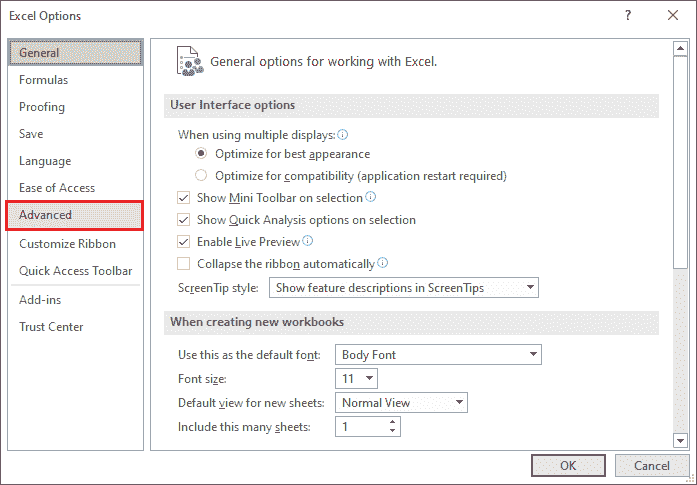 Excel Options
?
General
Formulas
Proofing
Save
Language
Ease of Access
Advanced
Customize Ribbon
Quick Access Toolbar
Add-ins
Trust Center
General options for working with Excel.
User Interface options
When using multiple displays:
Optimize for best appearance
Optimize for compatibility (application restart required)
Show Mini Toolbar on selection
Show Quick Analysis options on selection
Enable Live Preview
Collapse the ribbon automatically
ScreenTip style: Show feature descriptions in ScreenTips
When creating new workbooks
Use this as the default font: Body Font
Font size: 11
Default view for new sheets: Normal View
Include this many sheets: 1
OK Cancel